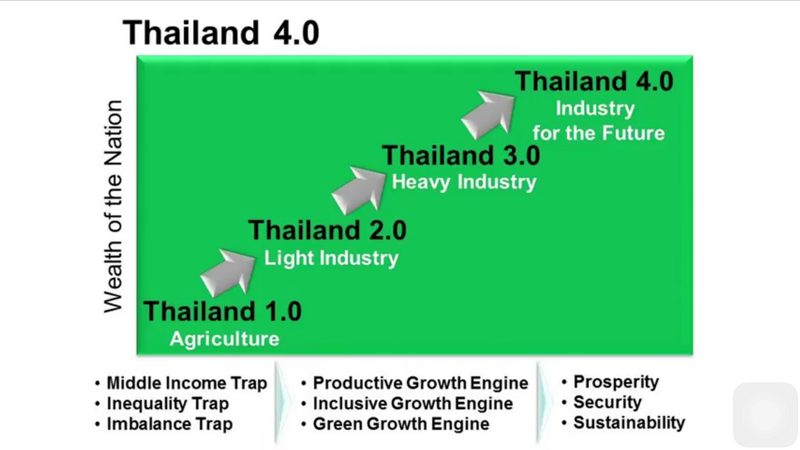 Thailand 4.0
Wealth of the Nation
Thailand 4.0
Industry
for the Future
Thailand 3.0
Heavy Industry
Thailand 2.0
Light Industry
Thailand 1.0
Agriculture
• Middle Income Trap
• Inequality Trap
• Imbalance Trap
• Productive Growth Engine
• Inclusive Growth Engine
• Green Growth Engine
• Prosperity
• Security
• Sustainability